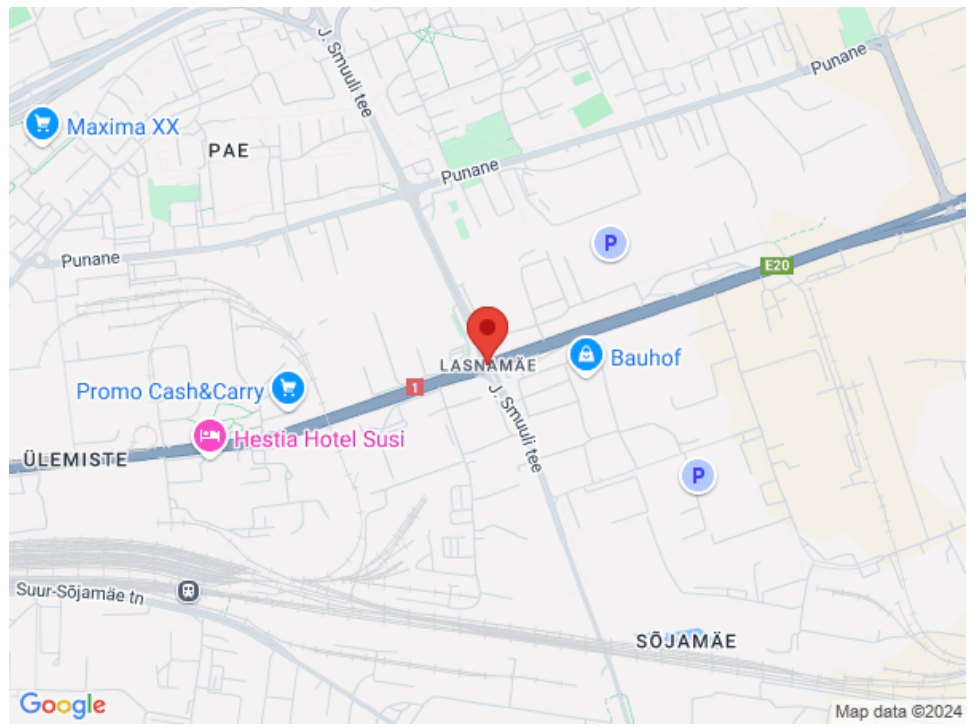 J. Smuuli tee
Punane
Maxima XX
PAE
Punane
Punane
P
E20
LASNAMÄE
Bauhof
1
Promo Cash&Carry
J. Smuuli tee
Hestia Hotel Susi
ÜLEMISTE
P
Suur-Sõjamäe tn
SÕJAMÄE
Google
Map data ©2024